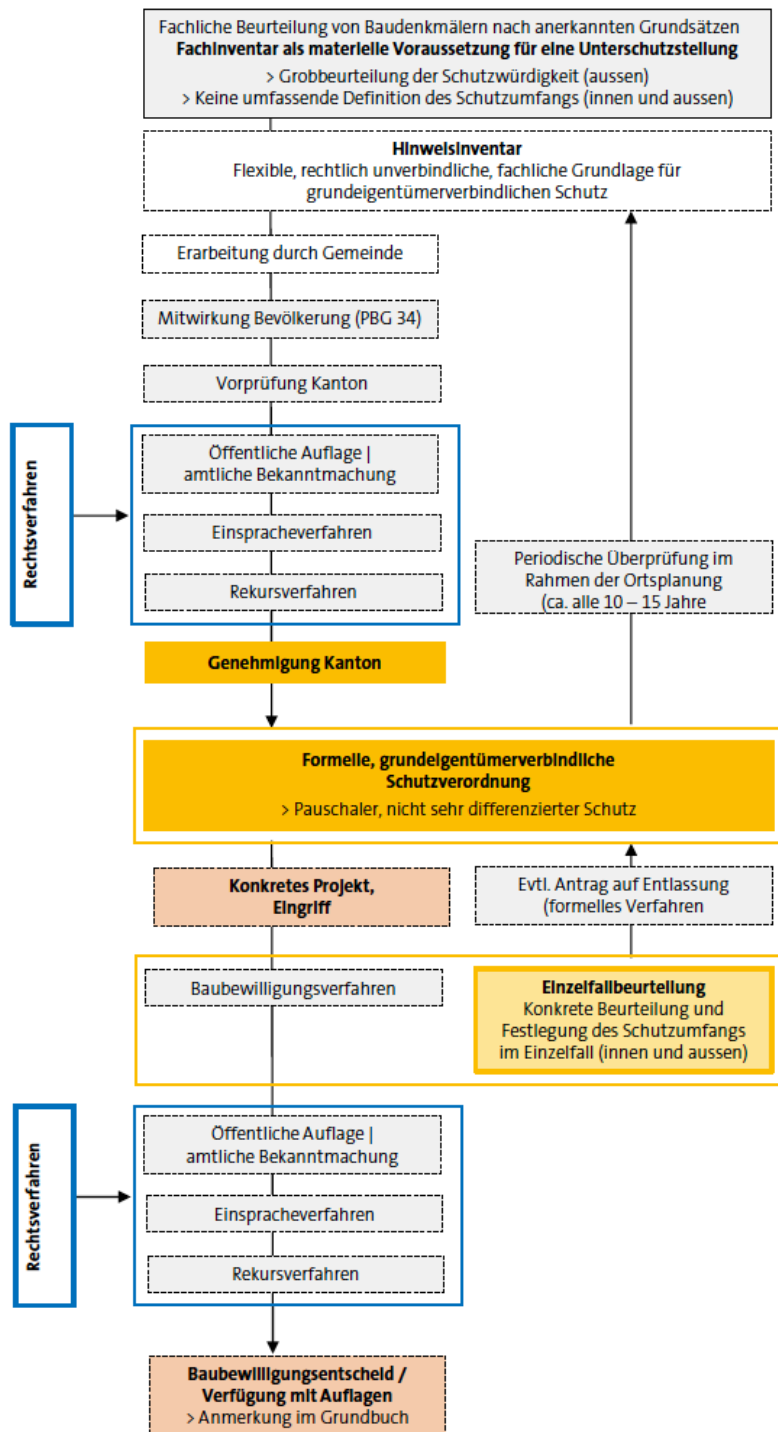 Fachliche Beurteilung von Baudenkmälern nach anerkannten Grundsätzen
Fachinventar als materielle Voraussetzung für eine Unterschutzstellung
> Grobbeurteilung der Schutzwürdigkeit (aussen)
> Keine umfassende Definition des Schutzumfangs (innen und aussen)
Hinweisinventar
Flexible, rechtlich unverbindliche, fachliche Grundlage für
grundeigentümerverbindlichen Schutz
Erarbeitung durch Gemeinde
Mitwirkung Bevölkerung (PBG 34)
Vorprüfung Kanton
Rechtsverfahren
Öffentliche Auflage |
amtliche Bekanntmachung
Einspracheverfahren
Rekursverfahren
Periodische Überprüfung im
Rahmen der Ortsplanung
(ca. alle 10 – 15 Jahre
Genehmigung Kanton
Formelle, grundeigentümerverbindliche
Schutzverordnung
> Pauschaler, nicht sehr differenzierter Schutz
Konkretes Projekt,
Eingriff
Evtl. Antrag auf Entlassung
(formelles Verfahren
Baubewilligungsverfahren
Einzelfallbeurteilung
Konkrete Beurteilung und
Festlegung des Schutzumfangs
im Einzelfall (innen und aussen)
Rechtsverfahren
Öffentliche Auflage |
amtliche Bekanntmachung
Einspracheverfahren
Rekursverfahren
Baubewilligungsentscheid /
Verfügung mit Auflagen
> Anmerkung im Grundbuch